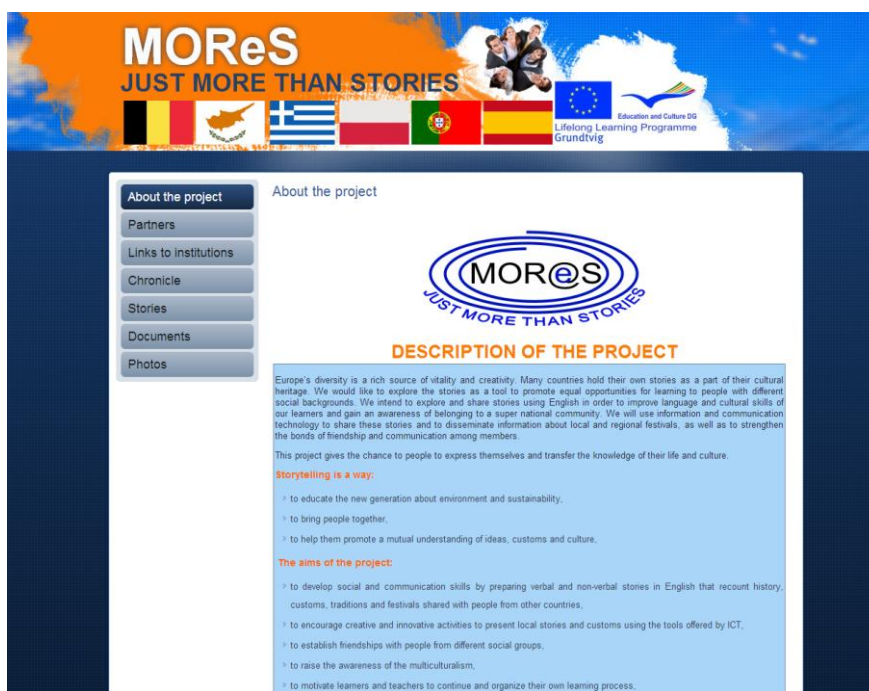 MOReS
JUST MORE THAN STORIES
Education and Culture DG
Lifelong Learning Programme
Grundtvig
About the project
Partners
Links to institutions
Chronicle
Stories
Documents
Photos
About the project
MOR@S
JUST MORE THAN STORIES
DESCRIPTION OF THE PROJECT
Europe's diversity is a rich source of vitality and creativity. Many countries hold their own stories as a part of their cultural
heritage. We would like to explore the stories as a tool to promote equal opportunities for learning to people with different
social backgrounds. We intend to explore and share stories using English in order to improve language and cultural skills of
our learners and gain an awareness of belonging to a super national community. We will use information and communication
technology to share these stories and to disseminate information about local and regional festivals, as well as to strengthen
the bonds of friendship and communication among members.
This project gives the chance to people to express themselves and transfer the knowledge of their life and culture.
Storytelling is a way:
to educate the new generation about environment and sustainability,
to bring people together,
to help them promote a mutual understanding of ideas, customs and culture,
The aims of the project:
to develop social and communication skills by preparing verbal and non-verbal stories in English that recount history,
customs, traditions and festivals shared with people from other countries,
to encourage creative and innovative activities to present local stories and customs using the tools offered by ICT,
to establish friendships with people from different social groups,
to raise the awareness of the multiculturalism,
to motivate learners and teachers to continue and organize their own learning process,